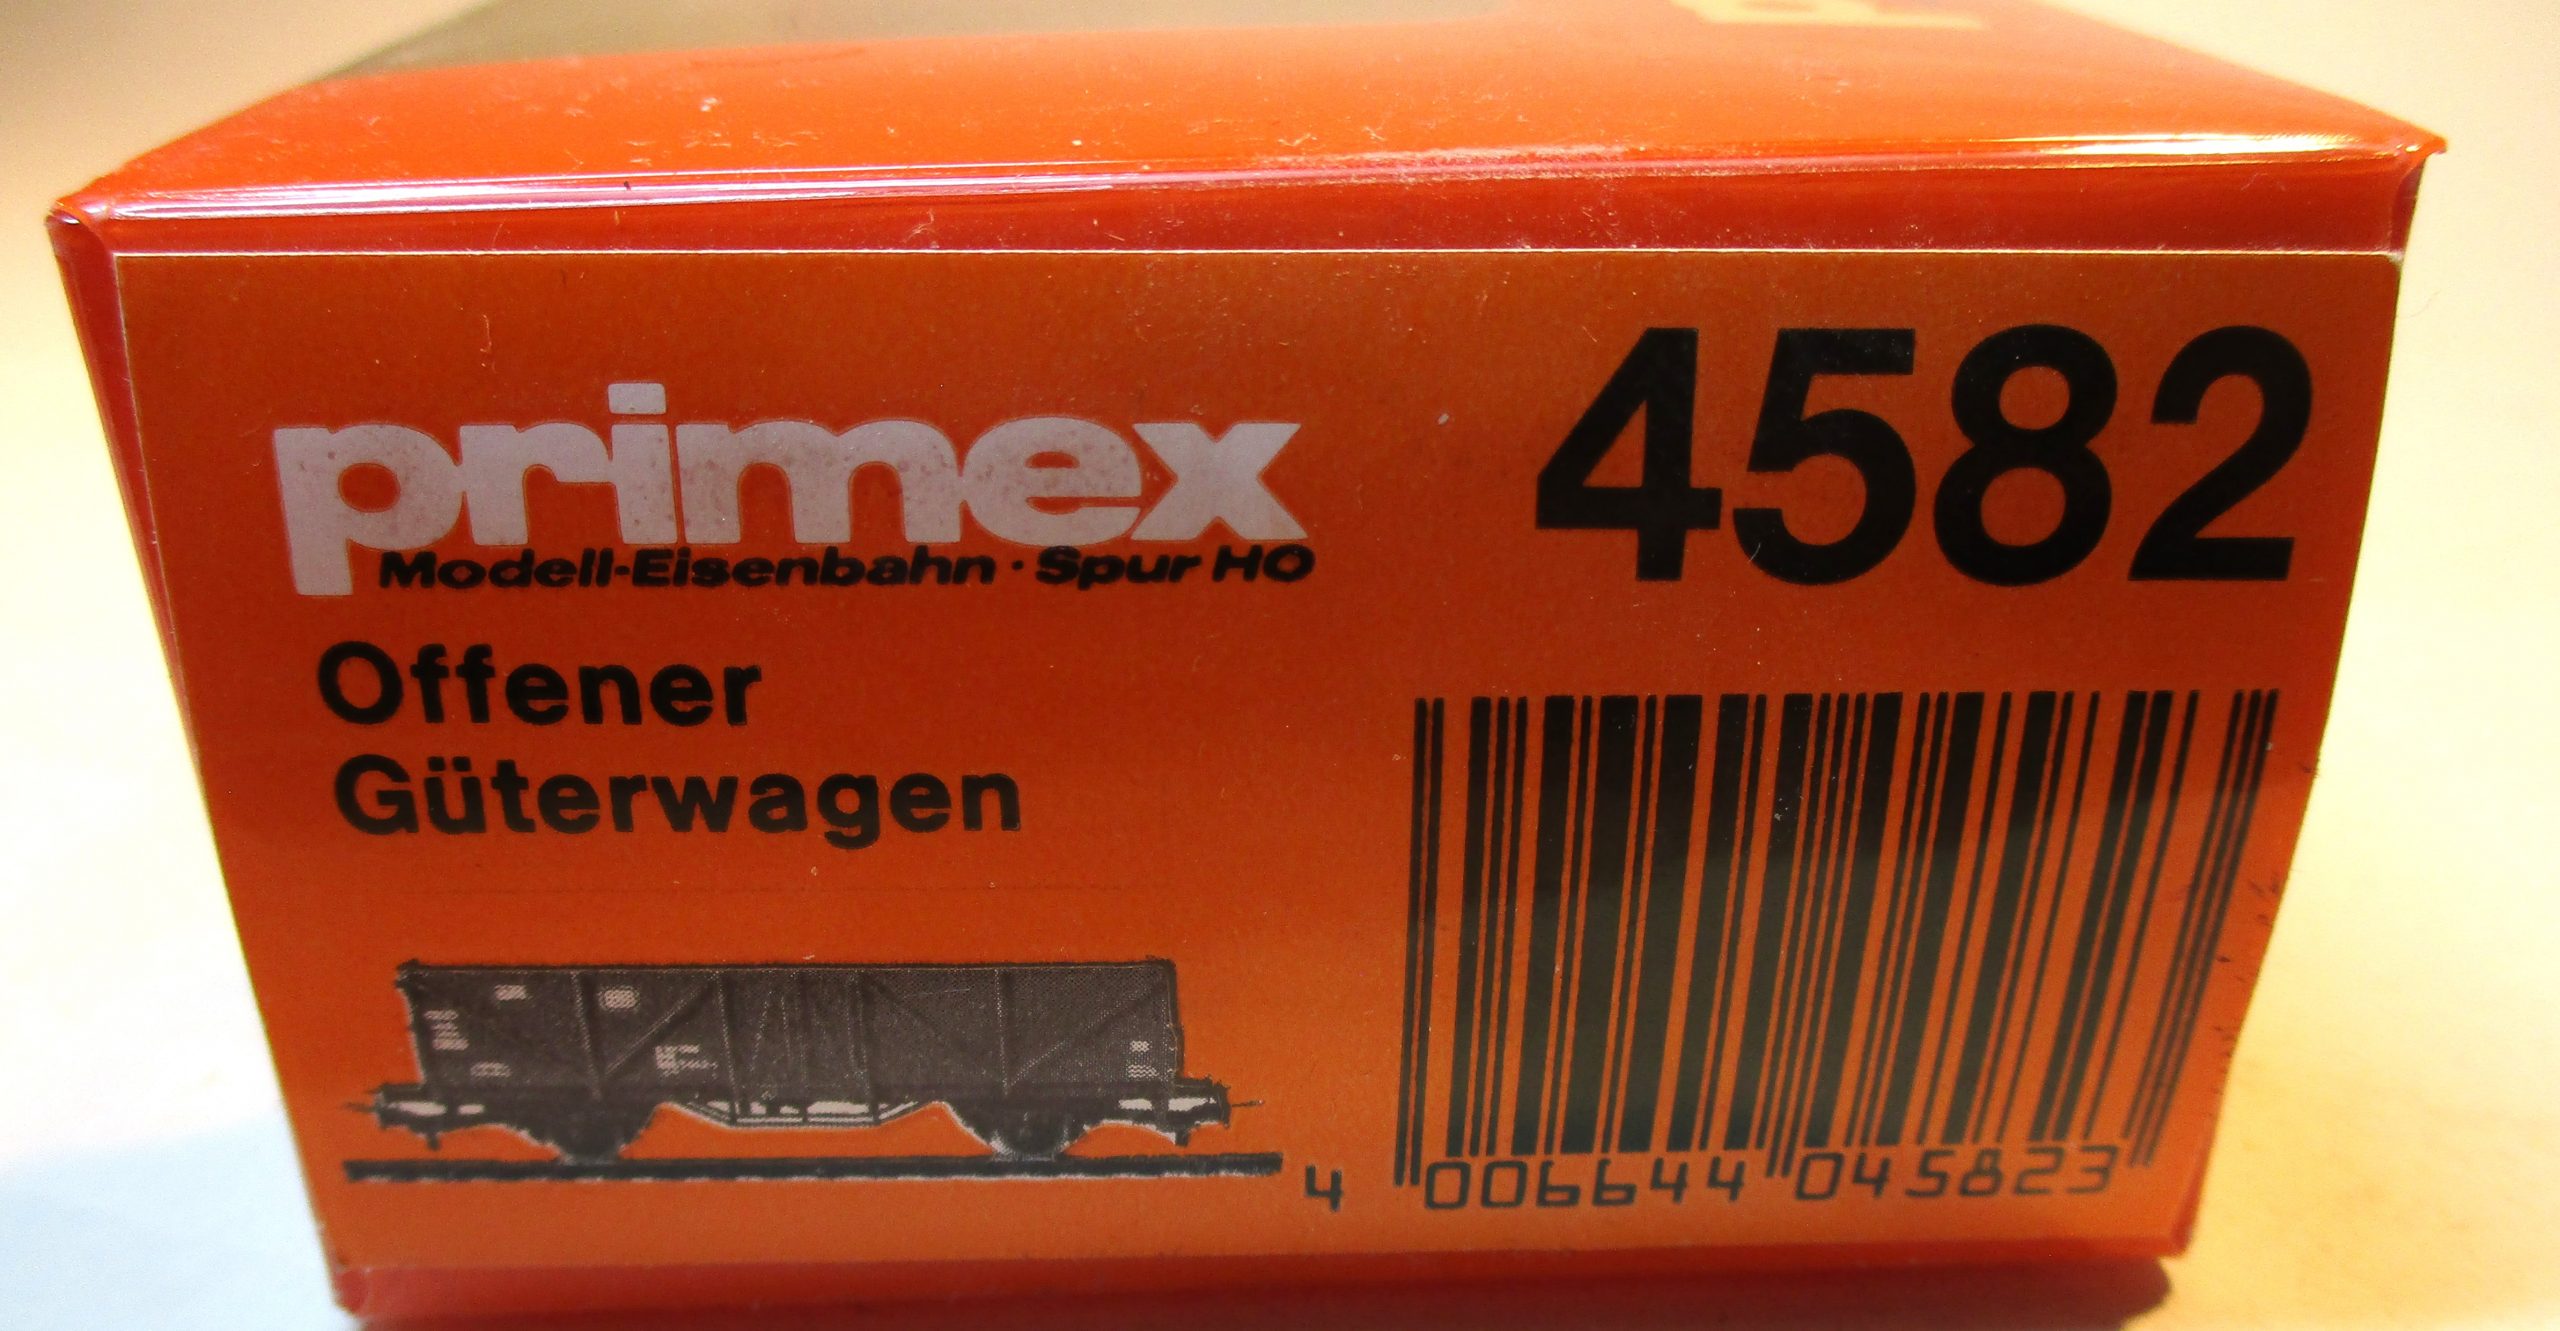 primex
Modell-Eisenbahn · Spur HO
4582
Offener
Güterwagen
4 006644 045823